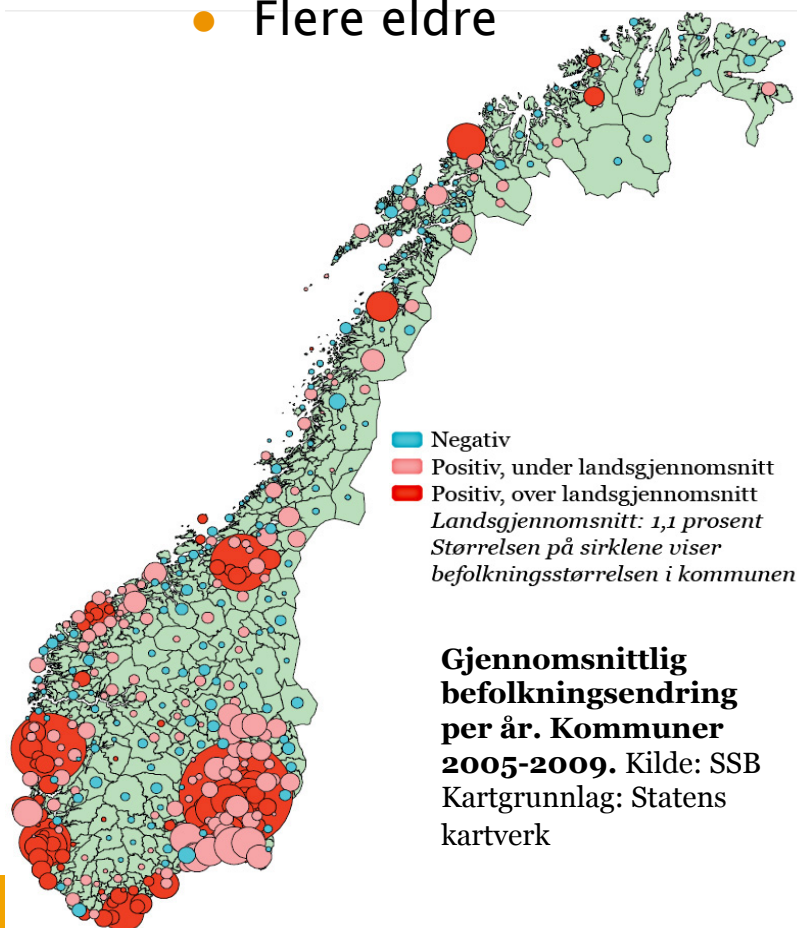 • Flere eldre
Negativ
Positiv, under landsgjennomsnitt
Positiv, over landsgjennomsnitt
Landsgjennomsnitt: 1,1 prosent
Størrelsen på sirklene viser
befolkningsstørrelsen i kommunen
Gjennomsnittlig
befolkningsendring
per år. Kommuner
2005-2009. Kilde: SSB
Kartgrunnlag: Statens
kartverk